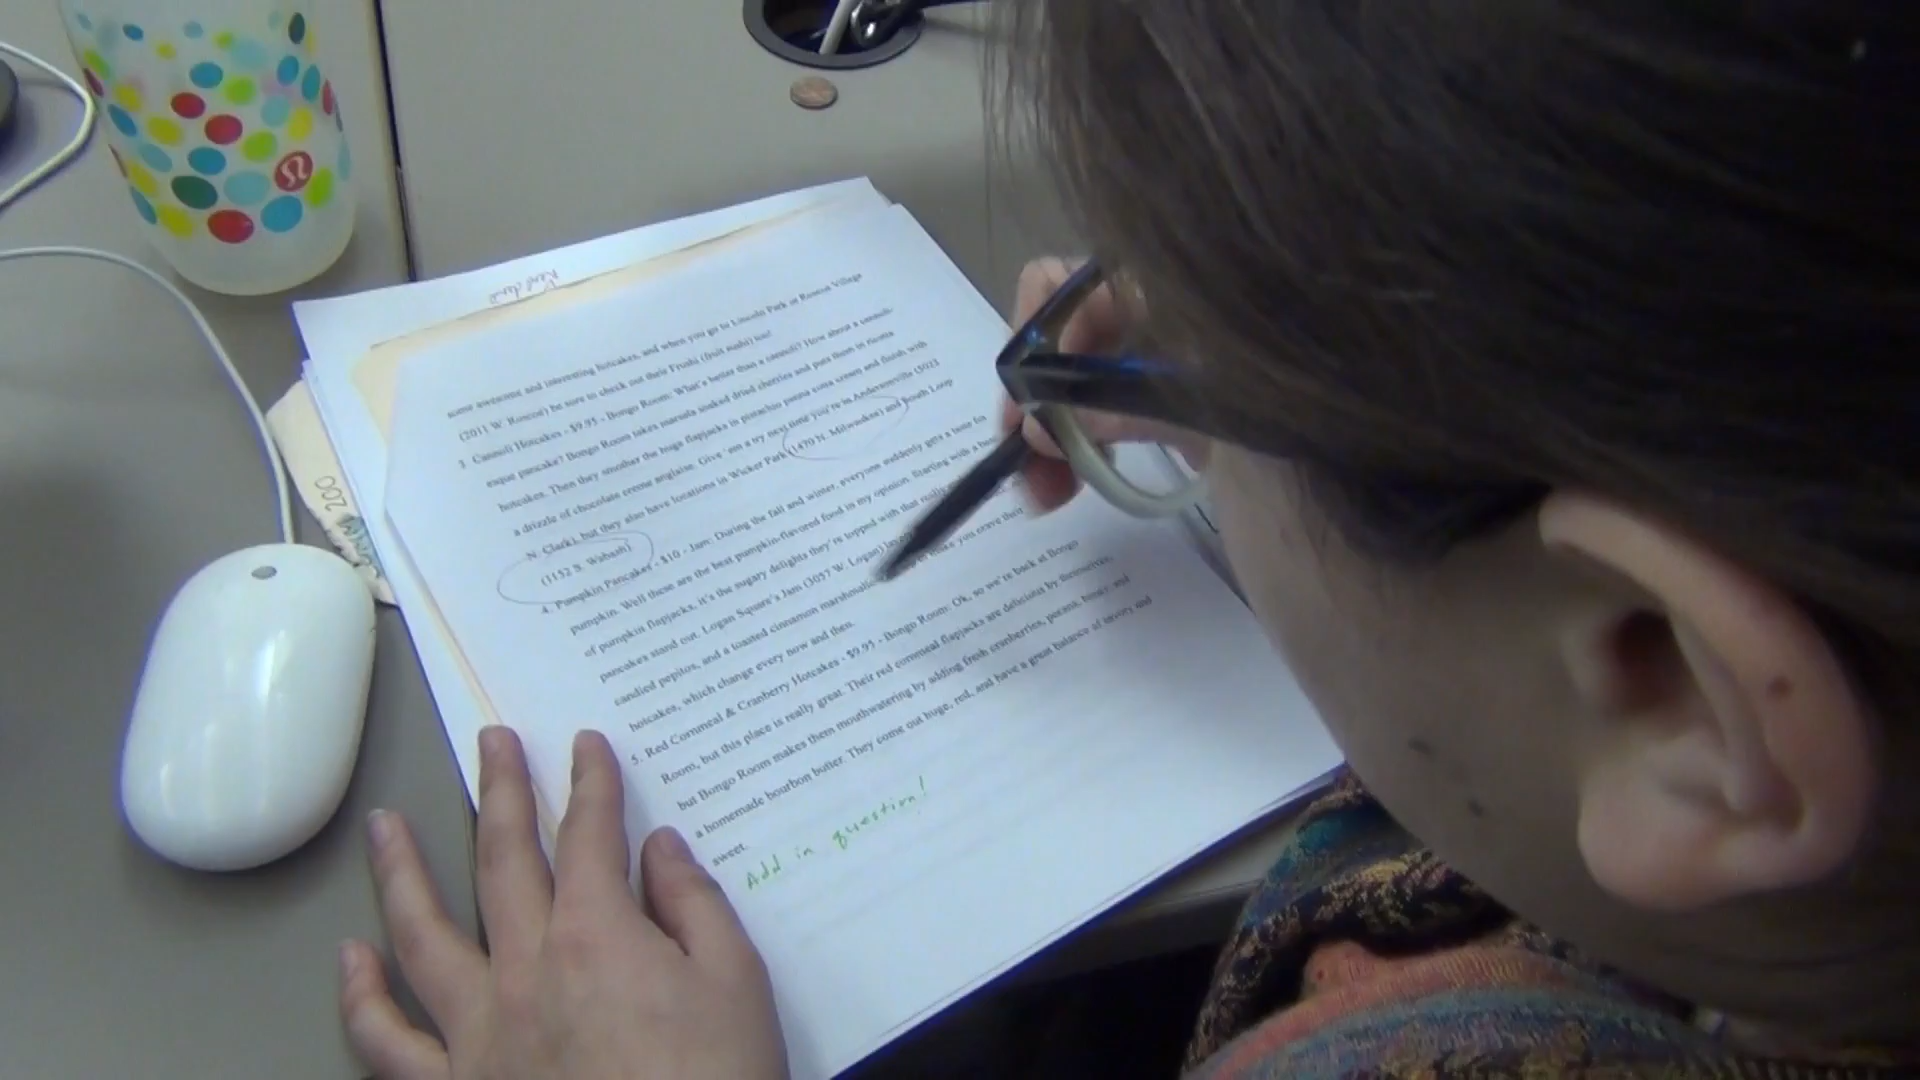 some awesome and interesting hotcakes, and when you go to Lincoln Park or Roscoe Village
(2011 W. Roscoe) be sure to check out their Frushi (fruit sushi) too!
3. Cannoli Hotcakes - $9.95 - Bongo Room: What's better than a cannoli? How about a cannoli-
esque pancake? Bongo Room takes marsala soaked dried cherries and puts them in ricotta
hotcakes. Then they smother the huge flapjacks in pistachio panna cotta cream and finish with
a drizzle of chocolate creme anglaise. Give 'em a try next time you're in Andersonville (5022
N. Clark), but they also have locations in Wicker Park (1470 N. Milwaukee) and South Loop
(1152 S. Wabash)
4. Pumpkin Pancakes - $10 - Jam: During the fall and winter, everyone suddenly gets a taste for
pumpkin. Well these are the best pumpkin-flavored food in my opinion. Starting with a
of pumpkin flapjacks, it's the sugary delights they're topped with that really
pancakes stand out. Logan Square's Jam (3057 W. Logan)
candied pepitos, and a toasted cinnamon make you crave their
hotcakes, which change every now and then.
5. Red Cornmeal & Cranberry Hotcakes - $9.95 - Bongo Room: Ok, so we're back at Bongo
Room, but this place is really great. Their red cornmeal flapjacks are delicious by themselves,
but Bongo Room makes them mouthwatering by adding fresh cranberries, pecans, honey and
a homemade bourbon butter. They come out huge, red, and have a great balance of savory and
sweet.
Add in question!
200